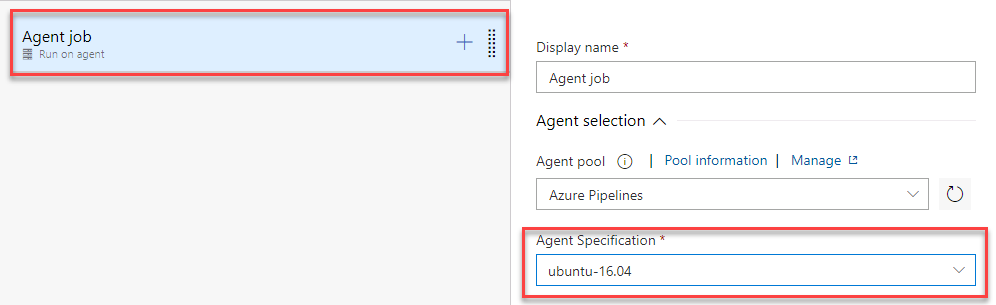 Agent job
Run on agent
Display name *
Agent job
Agent selection
Agent pool | Pool information | Manage
Azure Pipelines
Agent Specification *
ubuntu-16.04